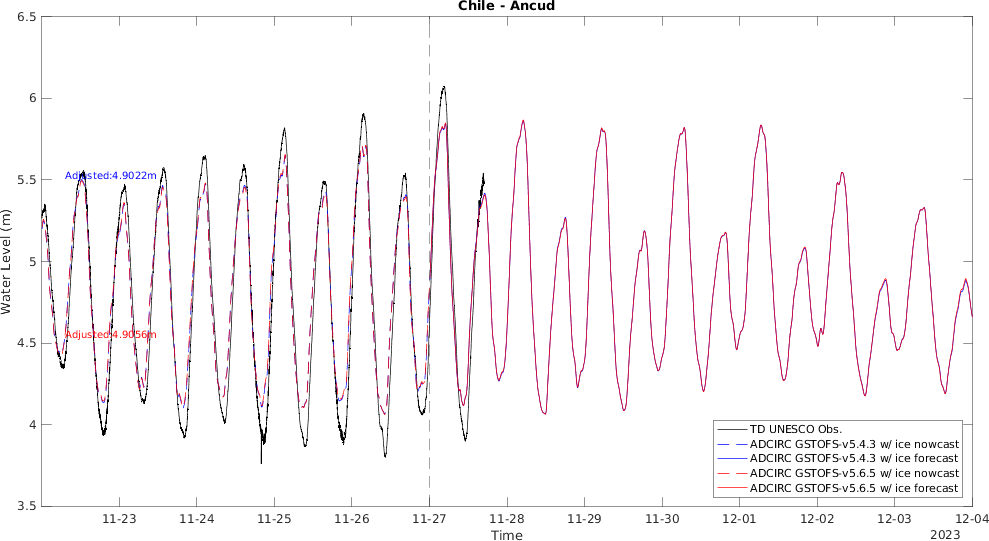 Chile - Ancud
6.5
6
5.5
5
4.5
4
3.5
Water Level (m)
Adjusted:4.9022m
Adjusted:4.9056m
TD UNESCO Obs.
ADCIRC GSTOFS-v5.4.3 w/ ice nowcast
ADCIRC GSTOFS-v5.4.3 w/ ice forecast
ADCIRC GSTOFS-v5.6.5 w/ ice nowcast
ADCIRC GSTOFS-v5.6.5 w/ ice forecast
11-23 11-24 11-25 11-26 11-27 11-28 11-29 11-30 12-01 12-02 12-03 12-04
Time
2023